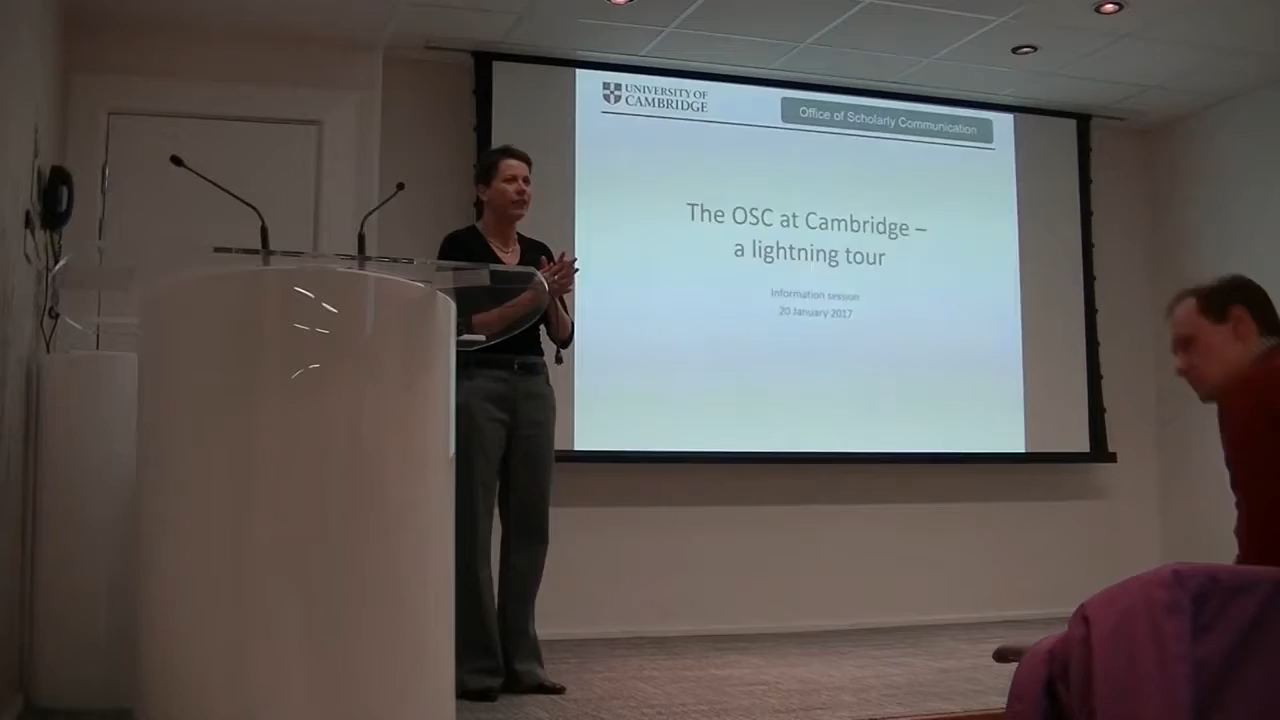 UNIVERSITY OF
CAMBRIDGE
Office of Scholarly Communication
The OSC at Cambridge –
a lightning tour
Information session
20 January 2017